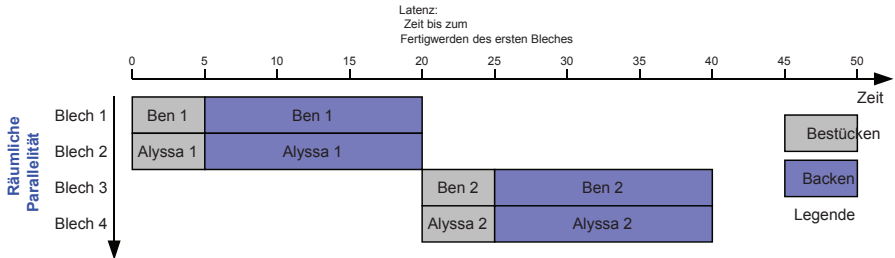 Latenz:
Zeit bis zum
Fertigwerden des ersten Bleches
0 5 10 15 20 25 30 35 40 45 50
Zeit
Räumliche
Parallelität
Blech 1 Ben 1 Ben 1
Blech 2 Alyssa 1 Alyssa 1
Blech 3 Ben 2 Ben 2
Blech 4 Alyssa 2 Alyssa 2
Bestücken
Backen
Legende